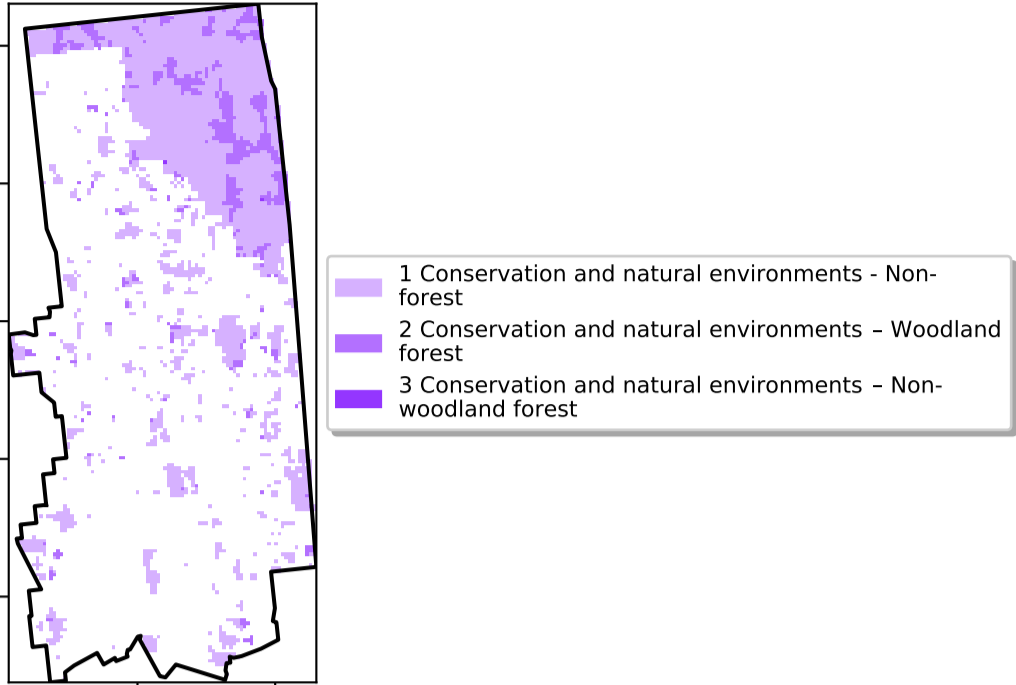 1 Conservation and natural environments - Non-
forest
2 Conservation and natural environments – Woodland
forest
3 Conservation and natural environments – Non-
woodland forest